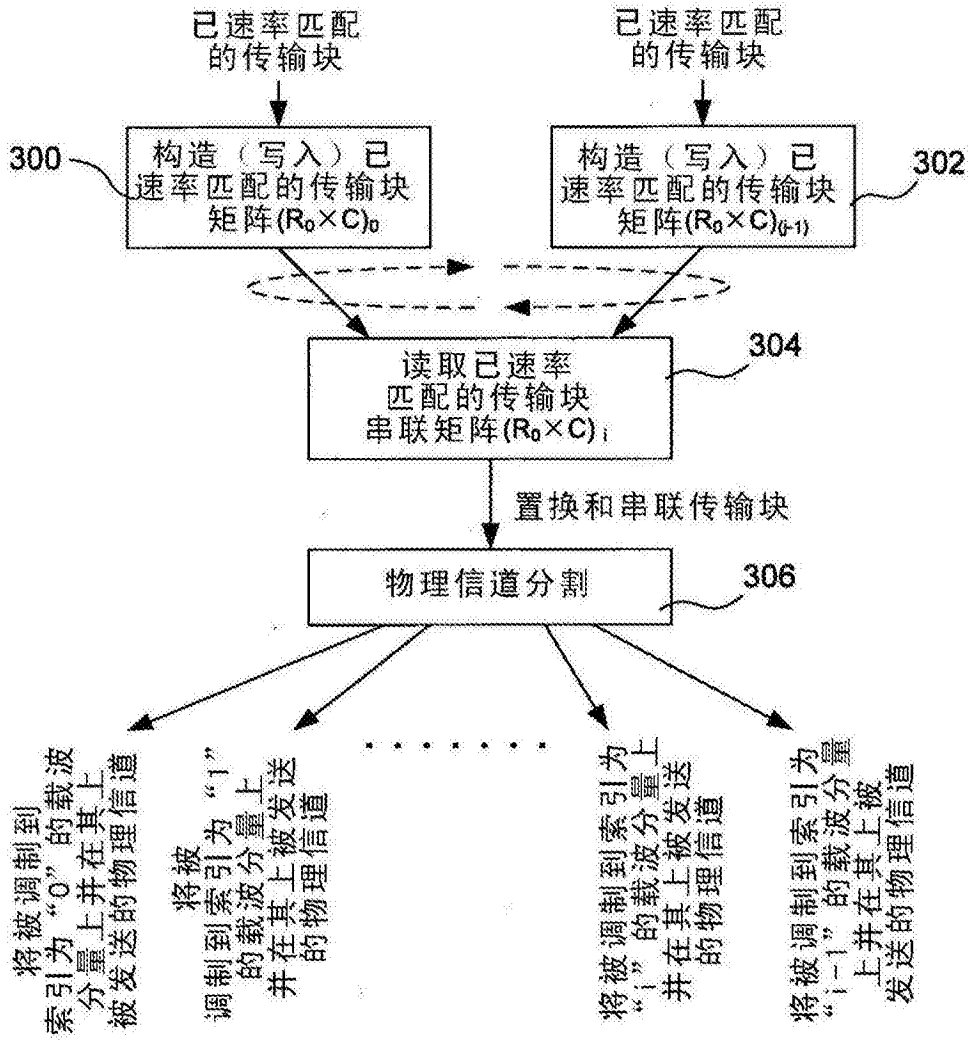 已速率匹配
的传输块
已速率匹配
的传输块
300
构造（写入）已
速率匹配的传输块
矩阵(R₀×C)₀
构造（写入）已
速率匹配的传输块
矩阵(R₀×C)₍ⱼ₋₁₎
302
读取已速率
匹配的传输块
串联矩阵(R₀×C) ᵢ
304
置换和串联传输块
物理信道分割
306
将被调制到
索引为“0”的载波
分量上并在其上
被发送的物理信道
将被
调制到索引为“1”
的载波分量上
并在其上被发送
的物理信道
········
将被调制到索引为
“i”的载波分量上
并在其上被发送
的物理信道
将被调制到索引为
“i-1”的载波分量
上并在其上被
发送的物理信道